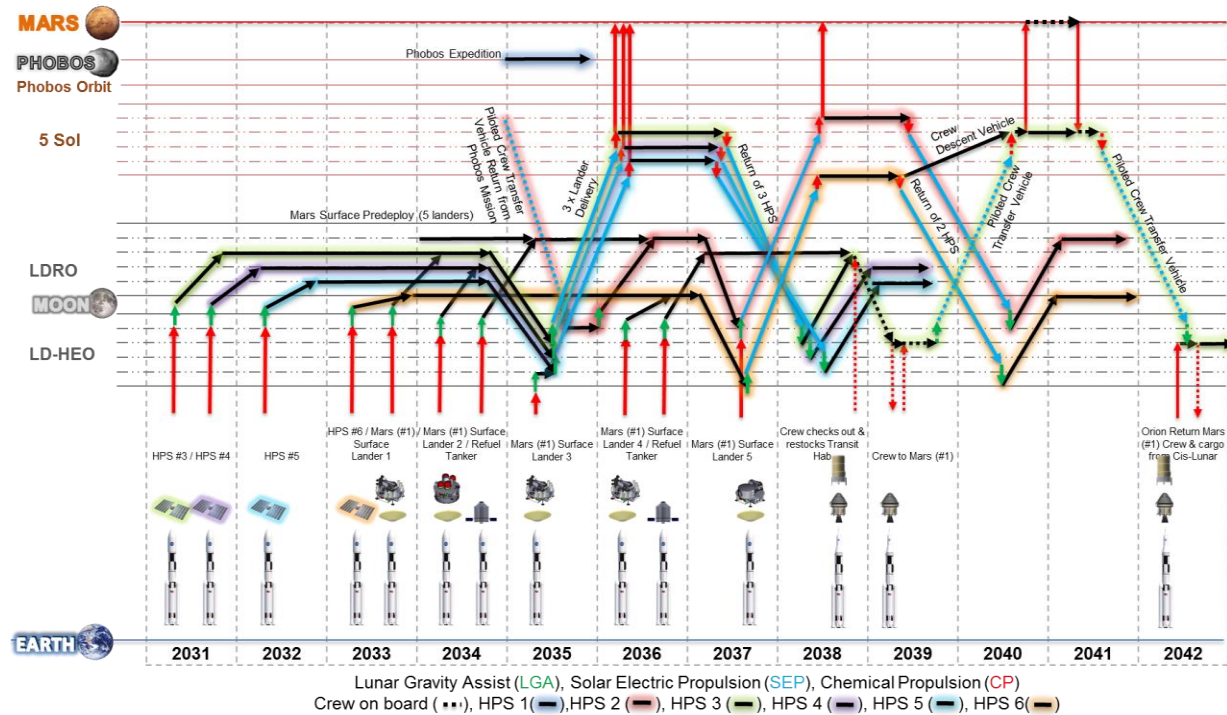 MARS
PHOBOS
Phobos Orbit
5 Sol
LDRO
MOON
LD-HEO
EARTH
Phobos Expedition
Piloted Crew Transfer
Vehicle Return from
Phobos Mission
Mars Surface Predeploy (5 landers)
3 x Lander
Delivery
Return of 3 HPS
Crew
Descent Vehicle
Return of 2 HPS
Piloted Crew
Transfer Vehicle
Piloted Crew Transfer Vehicle
HPS #3 / HPS #4
HPS #5
HPS #6 / Mars (#1)
Surface
Lander 1
/ Mars (#1) Surface
Lander 2 / Refuel
Tanker
Mars (#1) Surface
Lander 3
Mars (#1) Surface
Lander 4 / Refuel
Tanker
Mars (#1) Surface
Lander 5
Crew checks out &
restocks Transit
Hab
Crew to Mars (#1)
Orion Return Mars
(#1) Crew & cargo
from Cis-Lunar
2031 2032 2033 2034 2035 2036 2037 2038 2039 2040 2041 2042
Lunar Gravity Assist (LGA), Solar Electric Propulsion (SEP), Chemical Propulsion (CP)
Crew on board ( ), HPS 1( ),HPS 2 ( ), HPS 3 ( ), HPS 4 ( ), HPS 5 ( ), HPS 6( )